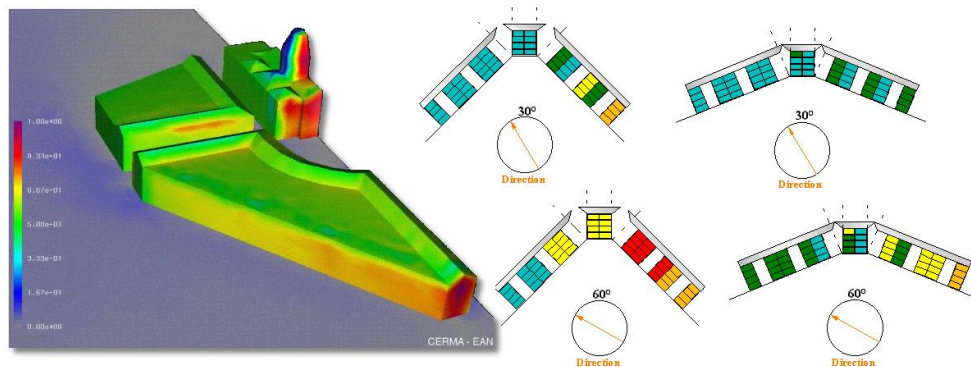 1.00e+00
8.33e-01
6.67e-01
5.00e-01
3.33e-01
1.67e-01
0.00e+00
CERMA - EAN
30°
Direction
30°
Direction
60°
Direction
60°
Direction